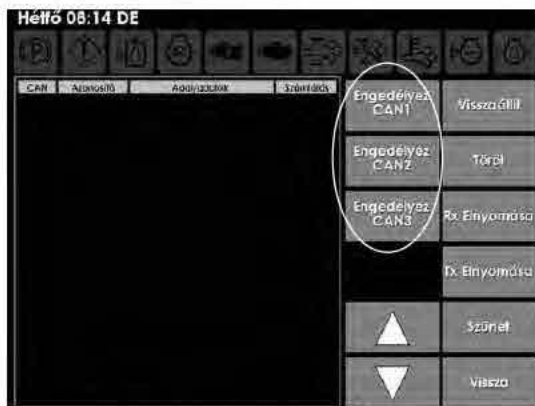 Hétfő 08:14 DE
CAN Azonosító Adatbázisok Számlálás
Engedélyez CAN1
Visszaállít
Engedélyez CAN2
Töröl
Engedélyez CAN3
Rx Elnyomása
Tx Elnyomása
Szünet
Vissza